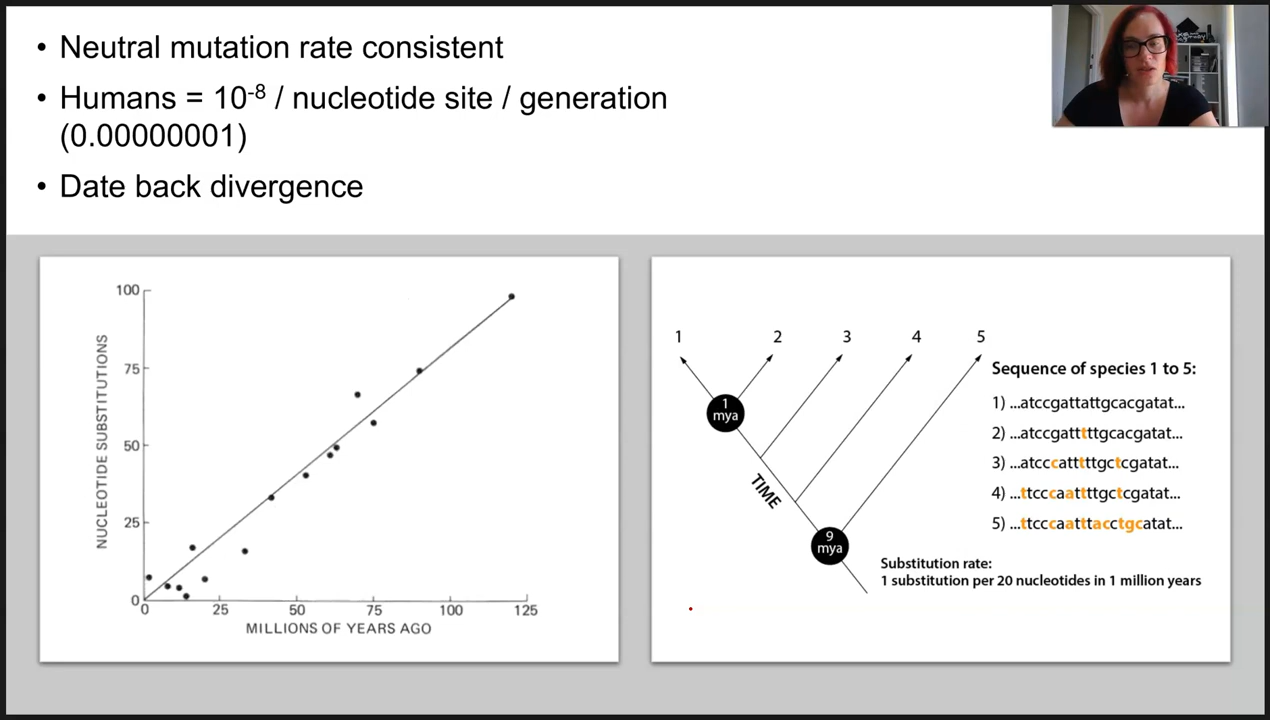 • Neutral mutation rate consistent
• Humans = 10⁻⁸ / nucleotide site / generation
(0.00000001)
• Date back divergence
100
75
50
25
0
NUCLEOTIDE SUBSTITUTIONS
0 25 50 75 100 125
MILLIONS OF YEARS AGO
1 2 3 4 5
1
mya
TIME
9
mya
Sequence of species 1 to 5:
1) ...atccgattattgcacgatat...
2) ...atccgatttttgcacgatat...
3) ...atcccatttttgctcgatat...
4) ...ttcccaattttgctcgatat...
5) ...ttcccaatttacctgcatat...
Substitution rate:
1 substitution per 20 nucleotides in 1 million years